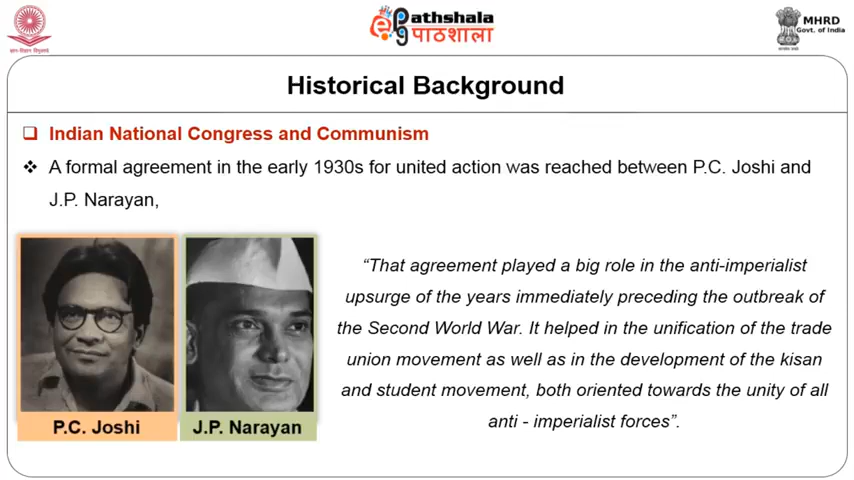 ज्ञान-विज्ञान विमुक्तये
Pathshala
पाठशाला
MHRD
Govt. of India
Historical Background
Indian National Congress and Communism
A formal agreement in the early 1930s for united action was reached between P.C. Joshi and
J.P. Narayan,
“That agreement played a big role in the anti-imperialist
upsurge of the years immediately preceding the outbreak of
the Second World War. It helped in the unification of the trade
union movement as well as in the development of the kisan
and student movement, both oriented towards the unity of all
anti - imperialist forces”.
P.C. Joshi
J.P. Narayan